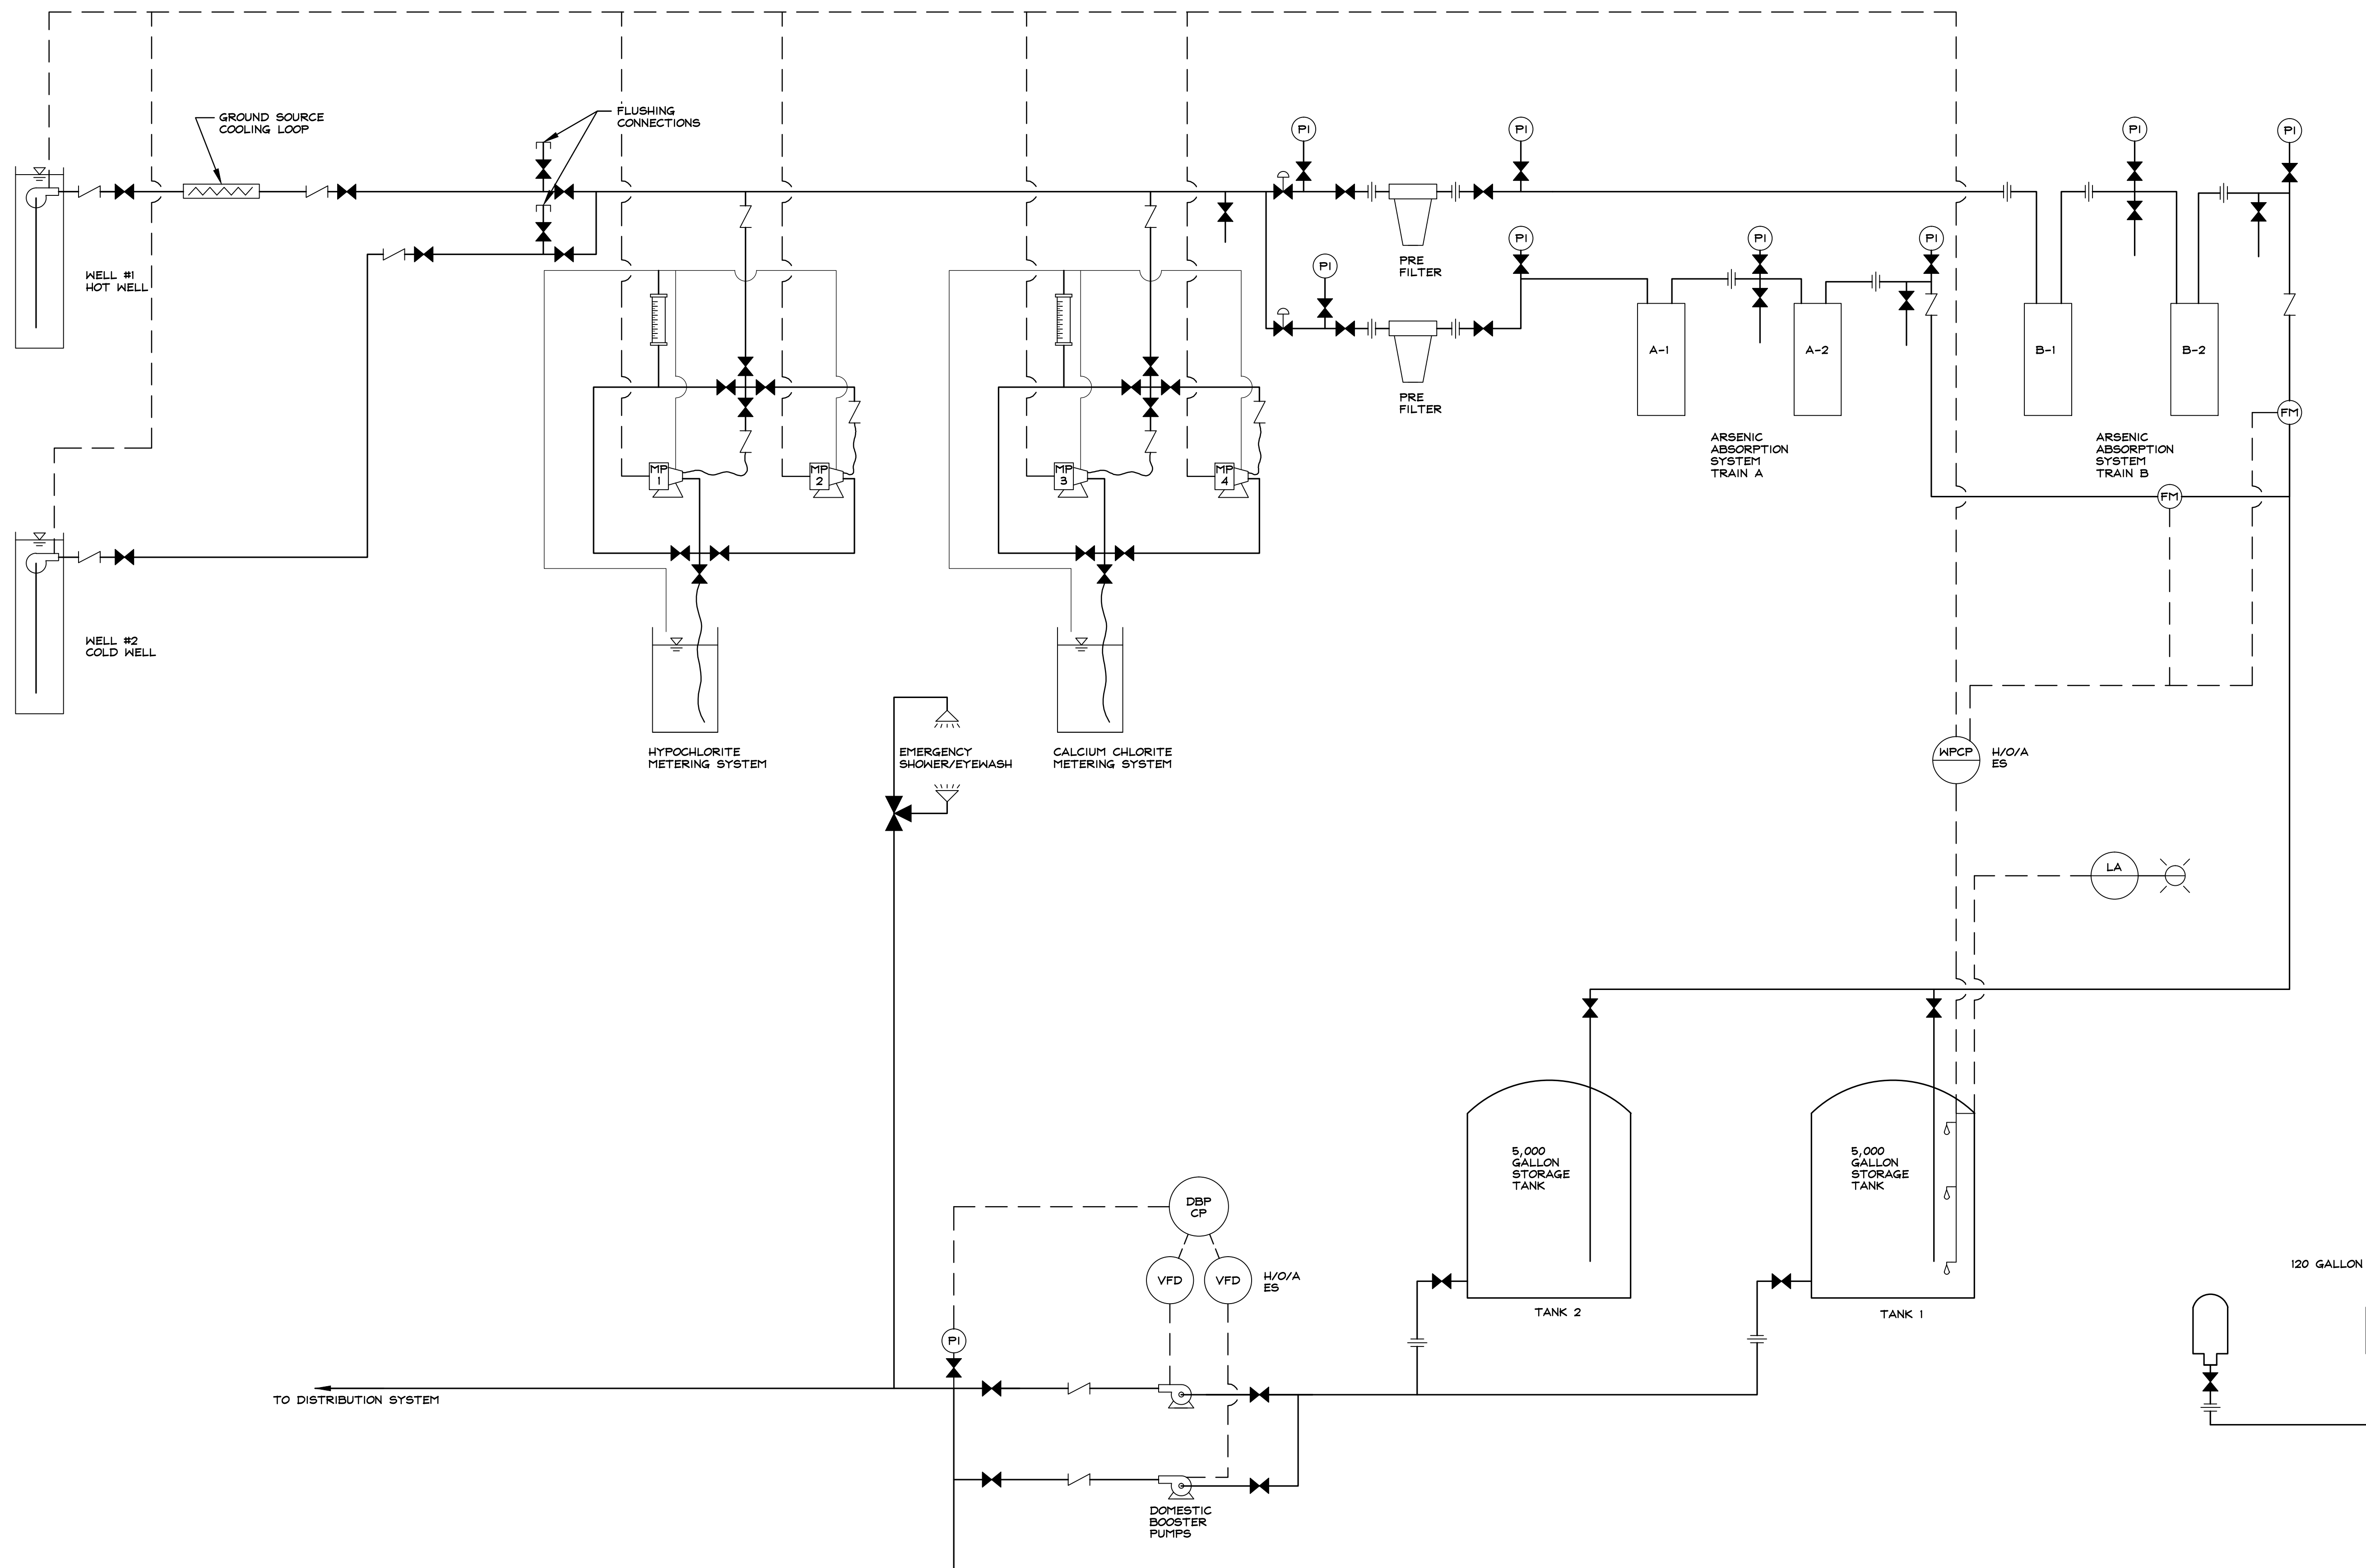 GROUND SOURCE
COOLING LOOP
FLUSHING
CONNECTIONS
PI
PI
PI
PI
WELL #1
HOT WELL
PRE
FILTER
PI
PI
PI
PI
PRE
FILTER
A-1
A-2
B-1
B-2
FM
ARSENIC
ABSORPTION
SYSTEM
TRAIN A
ARSENIC
ABSORPTION
SYSTEM
TRAIN B
MP
1
MP
2
MP
3
MP
4
FM
WELL #2
COLD WELL
HYPOCHLORITE
METERING SYSTEM
EMERGENCY
SHOWER/EYEWASH
CALCIUM CHLORITE
METERING SYSTEM
WPCP
H/O/A
ES
LA
5,000
GALLON
STORAGE
TANK
5,000
GALLON
STORAGE
TANK
DBP
CP
VFD
VFD
H/O/A
ES
120 GALLON
TANK 2
TANK 1
PI
TO DISTRIBUTION SYSTEM
DOMESTIC
BOOSTER
PUMPS